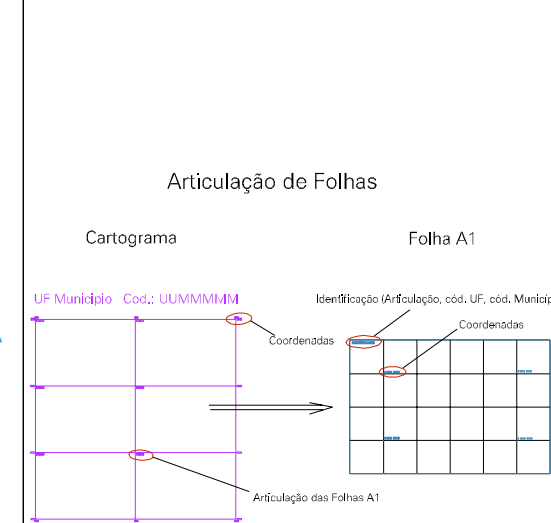 Articulação de Folhas
Cartograma
Folha A1
UF Municipio Cod.: UUMMMMM
Identificação (Articulação, cód. UF, cód. Municíp
Coordenadas
Coordenadas
Articulação das Folhas A1